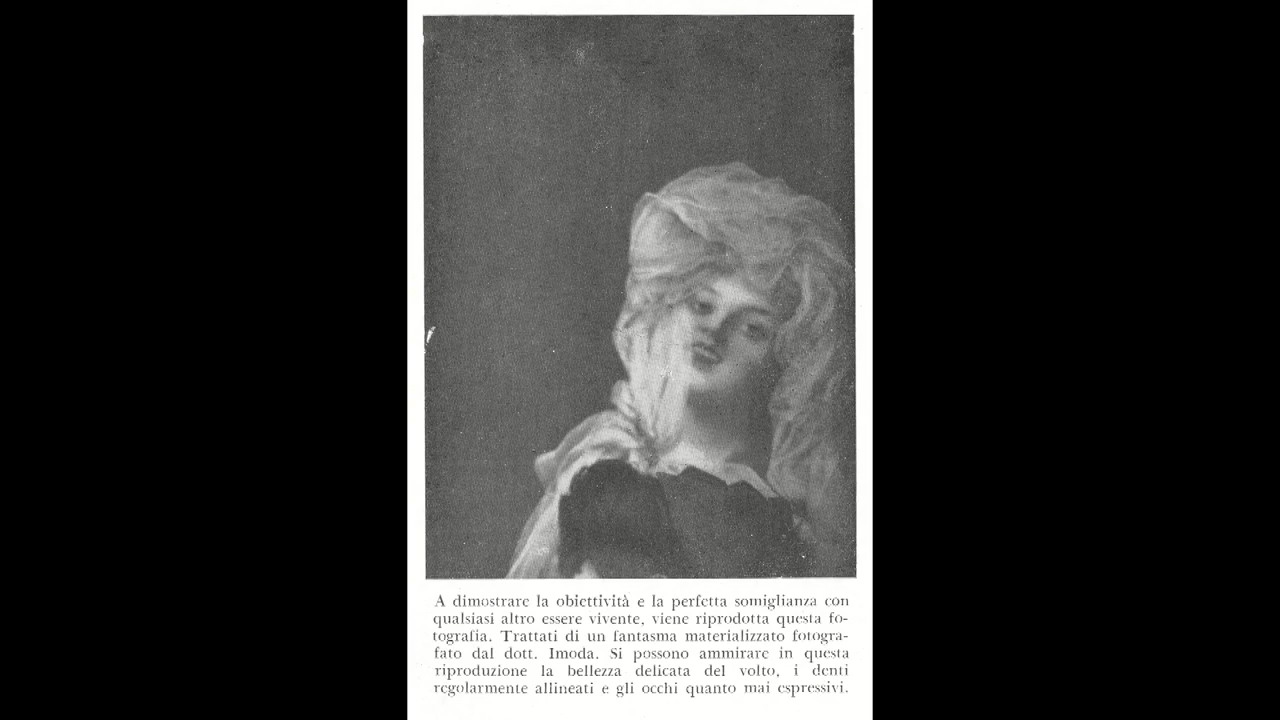 A dimostrare la obiettività e la perfetta somiglianza con
qualsiasi altro essere vivente, viene riprodotta questa fo-
tografia. Trattati di un fantasma materializzato fotogra-
fato dal dott. Imoda. Si possono ammirare in questa
riproduzione la bellezza delicata del volto, i denti
regolarmente allineati e gli occhi quanto mai espressivi.